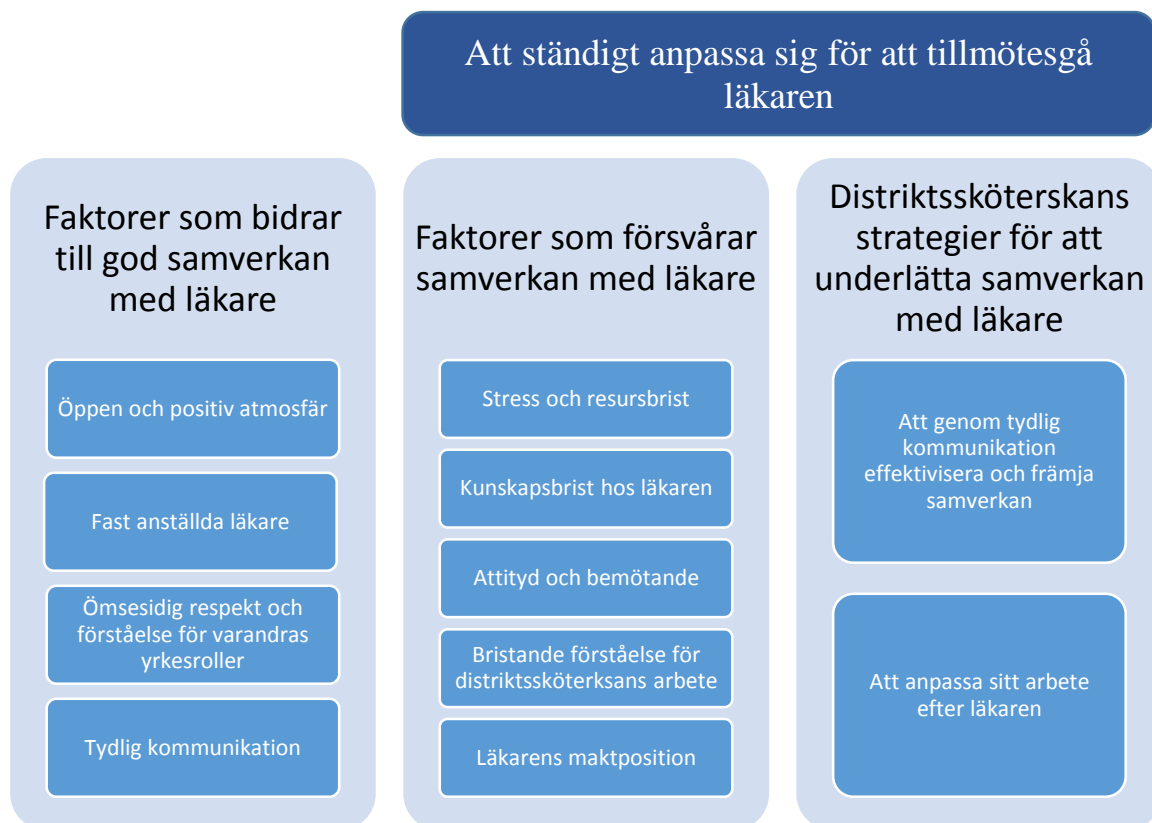 Att ständigt anpassa sig för att tillmötesgå
läkaren
Faktorer som bidrar
till god samverkan
med läkare
Öppen och positiv atmosfär
Fast anställda läkare
Ömsesidig respekt och
förståelse för varandras
yrkesroller
Tydlig kommunikation
Faktorer som försvårar
samverkan med läkare
Stress och resursbrist
Kunskapsbrist hos läkaren
Attityd och bemötande
Bristande förståelse för
distriktssköterksans arbete
Läkarens maktposition
Distriktssköterskans
strategier för att
underlätta samverkan
med läkare
Att genom tydlig
kommunikation
effektivisera och främja
samverkan
Att anpassa sitt arbete
efter läkaren